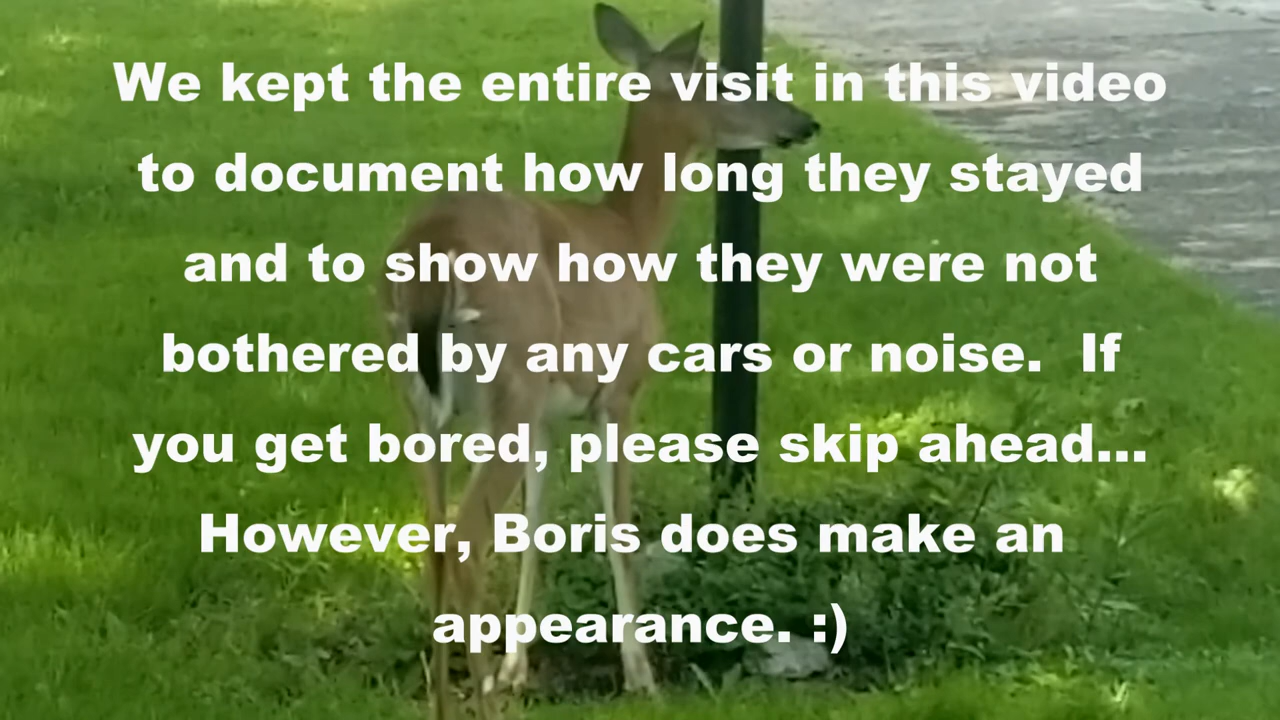 We kept the entire visit in this video
to document how long they stayed
and to show how they were not
bothered by any cars or noise.  If
you get bored, please skip ahead...
However, Boris does make an
appearance. :)